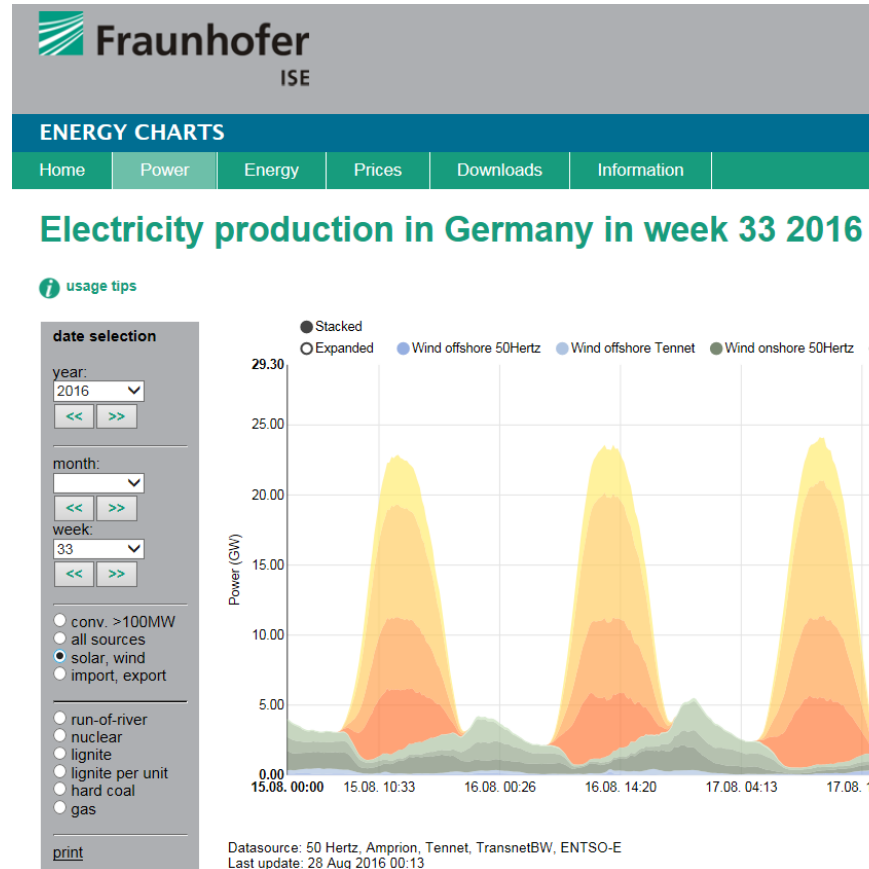 Fraunhofer
ISE
ENERGY CHARTS
Home Power Energy Prices Downloads Information
Electricity production in Germany in week 33 2016
i usage tips
date selection
year:
2016
<< >>
month:
<< >>
week:
33
<< >>
conv. >100MW
all sources
solar, wind
import, export
run-of-river
nuclear
lignite
lignite per unit
hard coal
gas
print
Stacked
Expanded Wind offshore 50Hertz Wind offshore Tennet Wind onshore 50Hertz
29.30
25.00
20.00
15.00
10.00
5.00
0.00
Power (GW)
15.08. 00:00 15.08. 10:33 16.08. 00:26 16.08. 14:20 17.08. 04:13 17.08.
Datasource: 50 Hertz, Amprion, Tennet, TransnetBW, ENTSO-E
Last update: 28 Aug 2016 00:13